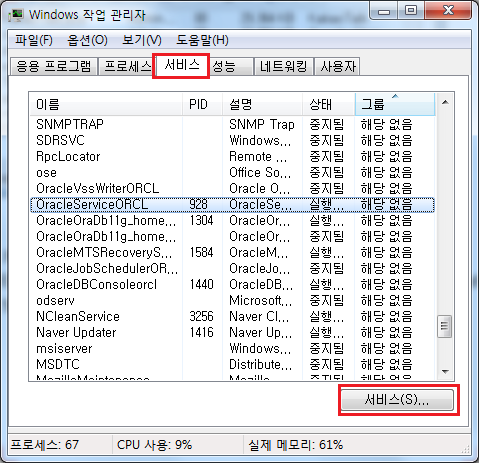 Windows 작업 관리자
파일(F) 옵션(O) 보기(V) 도움말(H)
응용 프로그램 프로세스 서비스 성능 네트워킹 사용자
이름 PID 설명 상태 그룹
SNMPTRAP SNMP Trap 중지됨 해당 없음
SDRSVC Windows... 중지됨 해당 없음
RpcLocator Remote ... 중지됨 해당 없음
ose Office So... 중지됨 해당 없음
OracleVssWriterORCL Oracle O... 중지됨 해당 없음
OracleServiceORCL 928 OracleSe... 실행... 해당 없음
OracleOraDb11g_home... 1304 OracleOr... 실행... 해당 없음
OracleOraDb11g_home... OracleOr... 중지됨 해당 없음
OracleMTSRecoveryS... 1584 OracleM... 실행... 해당 없음
OracleJobSchedulerOR... OracleJo... 중지됨 해당 없음
OracleDBConsoleorcl 1440 OracleDB... 실행... 해당 없음
odserv Microsoft... 중지됨 해당 없음
NCleanService 3256 Naver Cl... 실행... 해당 없음
Naver Updater 1416 Naver Up... 실행... 해당 없음
msiserver Windows... 중지됨 해당 없음
MSDTC Distribute... 중지됨 해당 없음
서비스(S)...
프로세스: 67 CPU 사용: 9% 실제 메모리: 61%